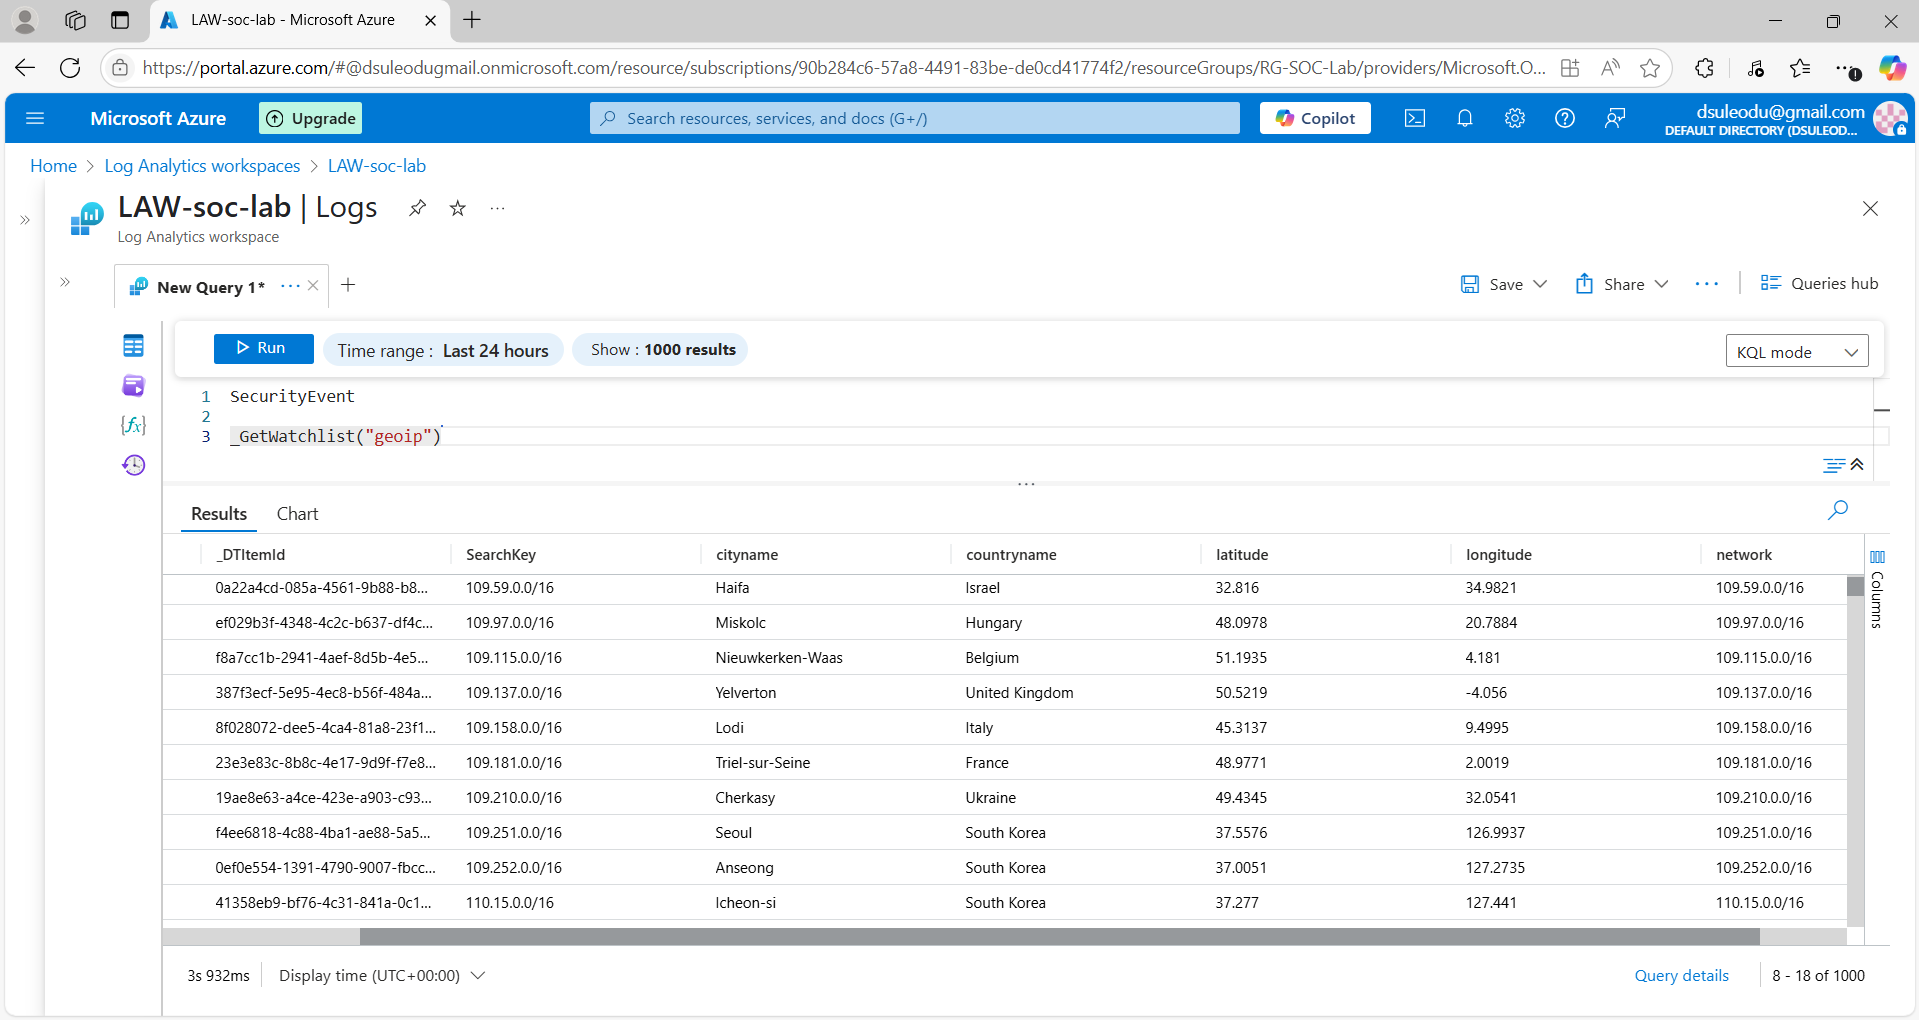 LAW-soc-lab - Microsoft Azure
https://portal.azure.com/#@dsuleodugmail.onmicrosoft.com/resource/subscriptions/90b284c6-57a8-4491-83be-de0cd41774f2/resourceGroups/RG-SOC-Lab/providers/Microsoft.O...
Microsoft Azure Upgrade Search resources, services, and docs (G+/) Copilot dsuleodu@gmail.com
DEFAULT DIRECTORY (DSULEOD...
Home > Log Analytics workspaces > LAW-soc-lab
LAW-soc-lab | Logs
Log Analytics workspace
New Query 1* Save Share Queries hub
Run Time range : Last 24 hours Show : 1000 results KQL mode
1 SecurityEvent
2
3 _GetWatchlist("geoip")
Results Chart
_DTItemId SearchKey cityname countryname latitude longitude network
Columns
0a22a4cd-085a-4561-9b88-b8... 109.59.0.0/16 Haifa Israel 32.816 34.9821 109.59.0.0/16
ef029b3f-4348-4c2c-b637-df4c... 109.97.0.0/16 Miskolc Hungary 48.0978 20.7884 109.97.0.0/16
f8a7cc1b-2941-4aef-8d5b-4e5... 109.115.0.0/16 Nieuwkerken-Waas Belgium 51.1935 4.181 109.115.0.0/16
387f3ecf-5e95-4ec8-b56f-484a... 109.137.0.0/16 Yelverton United Kingdom 50.5219 -4.056 109.137.0.0/16
8f028072-dee5-4ca4-81a8-23f1... 109.158.0.0/16 Lodi Italy 45.3137 9.4995 109.158.0.0/16
23e3e83c-8b8c-4e17-9d9f-f7e8... 109.181.0.0/16 Triel-sur-Seine France 48.9771 2.0019 109.181.0.0/16
19ae8e63-a4ce-423e-a903-c93... 109.210.0.0/16 Cherkasy Ukraine 49.4345 32.0541 109.210.0.0/16
f4ee6818-4c88-4ba1-ae88-5a5... 109.251.0.0/16 Seoul South Korea 37.5576 126.9937 109.251.0.0/16
0ef0e554-1391-4790-9007-fbcc... 109.252.0.0/16 Anseong South Korea 37.0051 127.2735 109.252.0.0/16
41358eb9-bf76-4c31-841a-0c1... 110.15.0.0/16 Icheon-si South Korea 37.277 127.441 110.15.0.0/16
3s 932ms Display time (UTC+00:00) Query details 8 - 18 of 1000